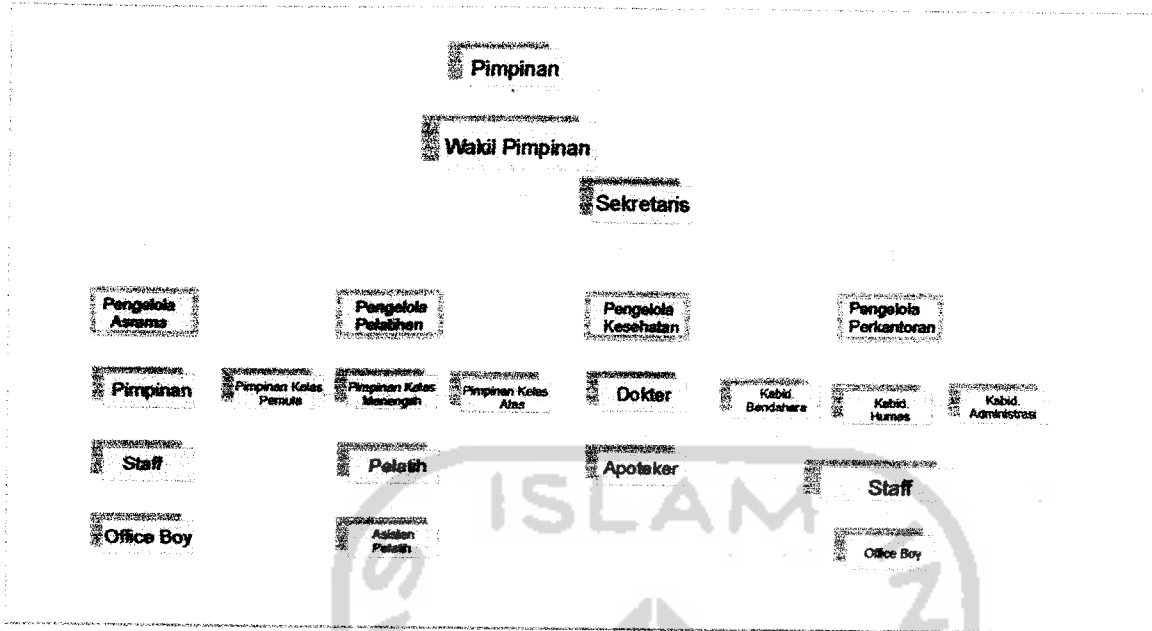 Pimpinan
Wakil Pimpinan
Sekretaris
Pengelola
Asrama
Pengelola
Pelatihan
Pengelola
Kesehatan
Pengelola
Perkantoran
Pimpinan
Pimpinan Kelas
Pemula
Pimpinan Kelas
Menengah
Pimpinan Kelas
Atas
Dokter
Kabid.
Bendahara
Kabid.
Humas
Kabid.
Administrasi
Staff
Pelatih
Apoteker
Staff
Office Boy
Asisten
Pelatih
Office Boy
ISLAM